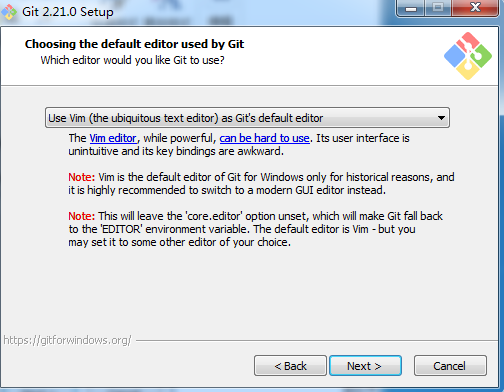 Git 2.21.0 Setup
Choosing the default editor used by Git
Which editor would you like Git to use?
Use Vim (the ubiquitous text editor) as Git's default editor
The Vim editor, while powerful, can be hard to use. Its user interface is
unintuitive and its key bindings are awkward.
Note: Vim is the default editor of Git for Windows only for historical reasons, and
it is highly recommended to switch to a modern GUI editor instead.
Note: This will leave the 'core.editor' option unset, which will make Git fall back
to the 'EDITOR' environment variable. The default editor is Vim - but you
may set it to some other editor of your choice.
https://gitforwindows.org/
< Back
Next >
Cancel